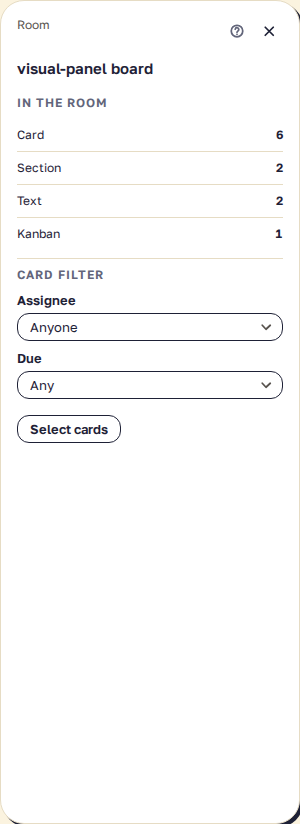 Room
visual-panel board
IN THE ROOM
Card 6
Section 2
Text 2
Kanban 1
CARD FILTER
Assignee
Anyone
Due
Any
Select cards